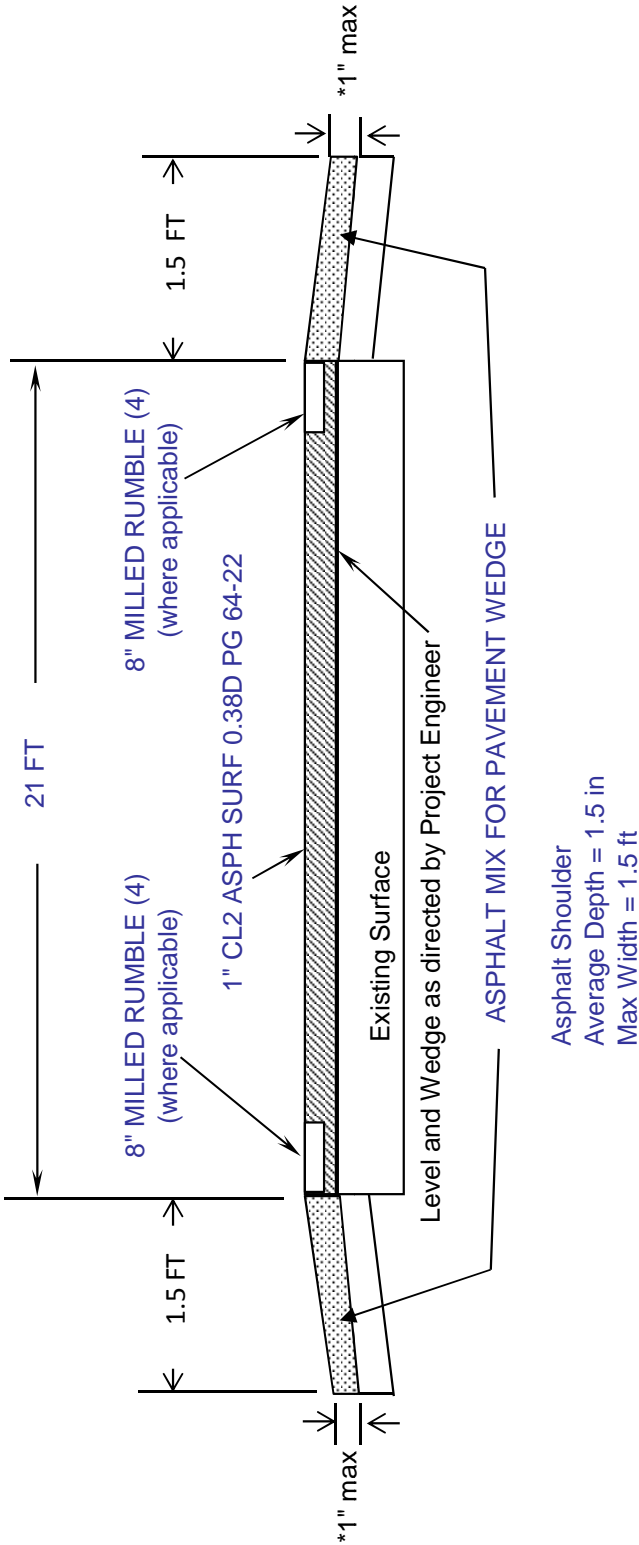 21 FT
1.5 FT
1.5 FT
8" MILLED RUMBLE (4)
(where applicable)
8" MILLED RUMBLE (4)
(where applicable)
1" CL2 ASPH SURF 0.38D PG 64-22
*1" max
*1" max
Existing Surface
Level and Wedge as directed by Project Engineer
ASPHALT MIX FOR PAVEMENT WEDGE
Asphalt Shoulder
Average Depth = 1.5 in
Max Width = 1.5 ft